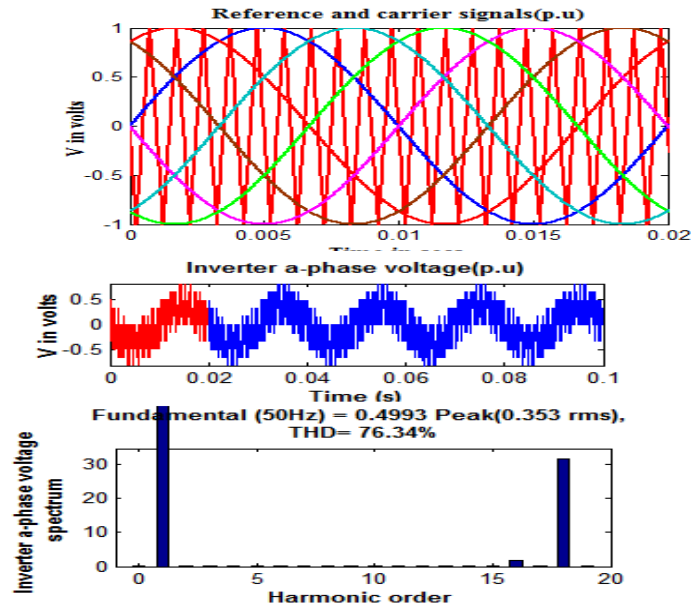 Reference and carrier signals(p.u)
V in volts
1
0.5
0
-0.5
-1
0
0.005
0.01
0.015
0.02
Time in secs
Inverter a-phase voltage(p.u)
V in volts
0.5
0
-0.5
0
0.02
0.04
0.06
0.08
0.1
Time (s)
Fundamental (50Hz) = 0.4993 Peak(0.353 rms),
THD= 76.34%
Inverter a-phase voltage
spectrum
30
20
10
0
0
5
10
15
20
Harmonic order